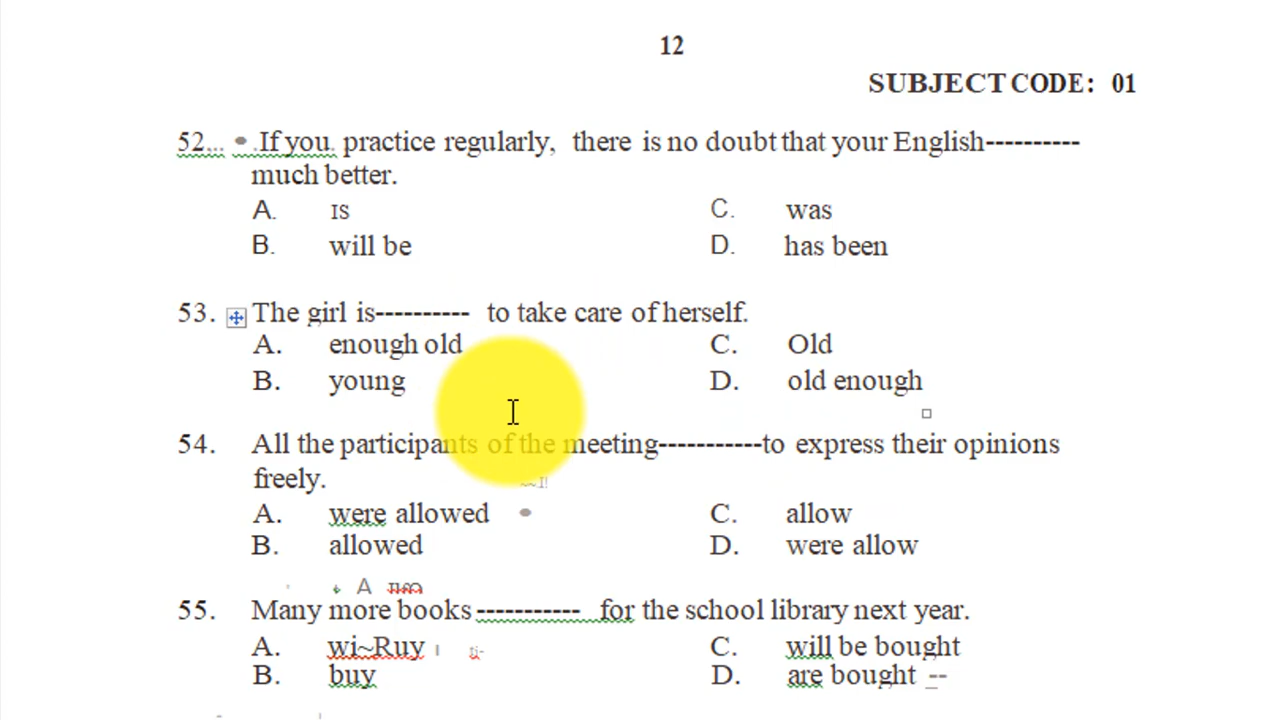 12
SUBJECT CODE: 01
52,.. • .If you. practice regularly, there is no doubt that your English----------
much better.
A. IS C. was
B. will be D. has been
53. The girl is---------- to take care of herself.
A. enough old C. Old
B. young D. old enough
54. All the participants of the meeting-----------to express their opinions
freely.
A. were allowed • C. allow
B. allowed D. were allow
A
55. Many more books ----------- for the school library next year.
A. wi~Ruy C. will be bought
B. buy D. are bought --